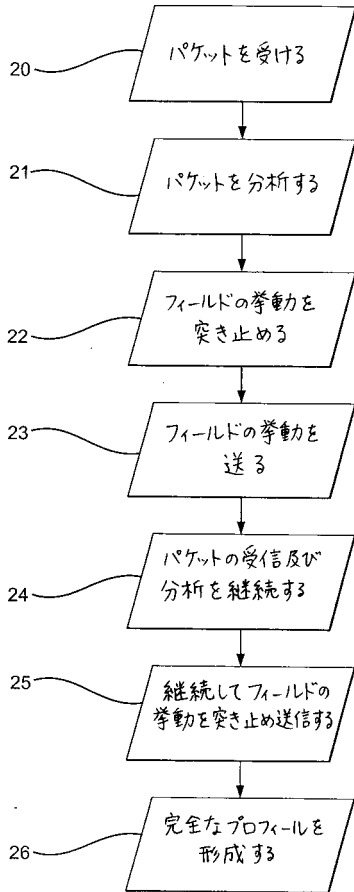 20
パケットを受ける
21
パケットを分析する
22
フィールドの挙動を
突き止める
23
フィールドの挙動を
送る
24
パケットの受信及び
分析を継続する
25
継続してフィールドの
挙動を突き止め送信する
26
完全なプロフィールを
形成する